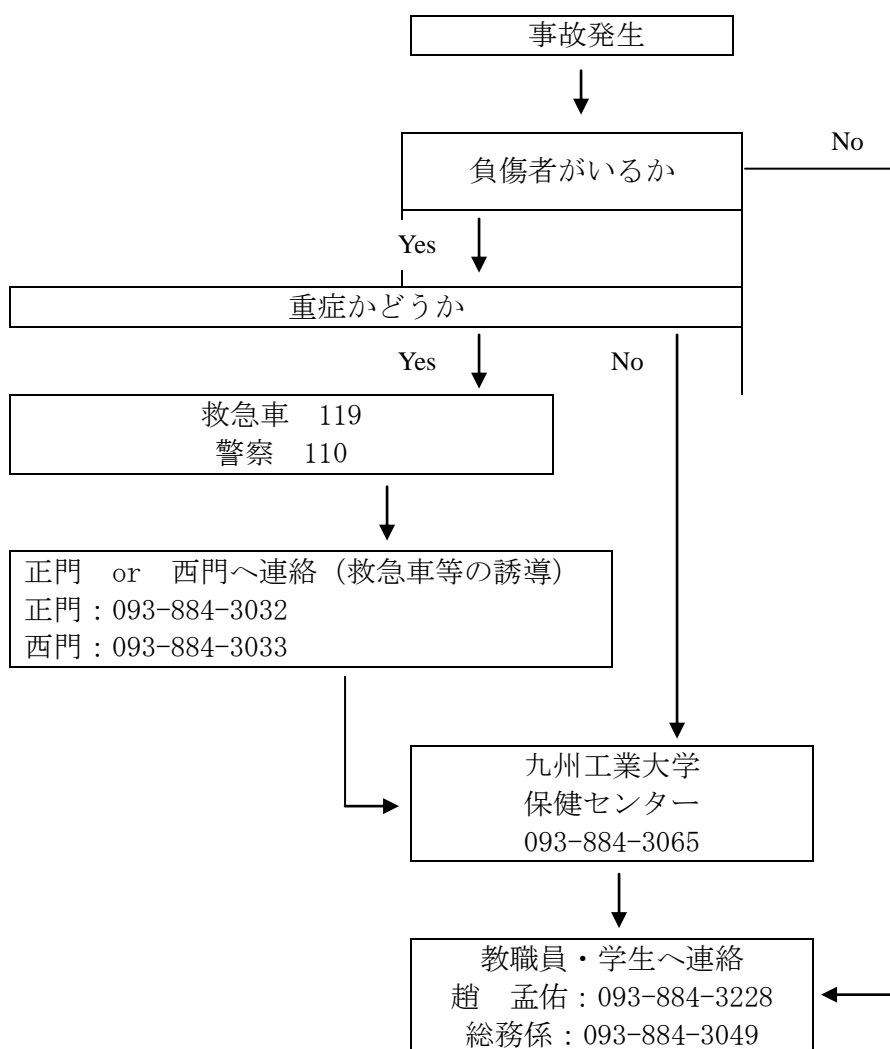 事故発生
負傷者がいるか
No
Yes
重症かどうか
Yes
No
救急車　119
警察　110
正門　or　西門へ連絡（救急車等の誘導）
正門：093-884-3032
西門：093-884-3033
九州工業大学
保健センター
093-884-3065
教職員・学生へ連絡
趙　孟佑：093-884-3228
総務係：093-884-3049